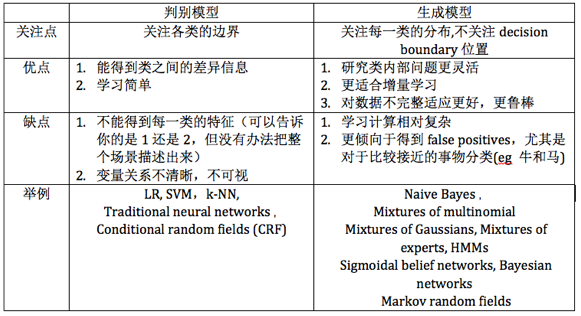 判别模型 生成模型
关注点 关注各类的边界 关注每一类的分布,不关注 decision
boundary 位置
优点 1. 能得到类之间的差异信息 1. 研究类内部问题更灵活
2. 学习简单 2. 更适合增量学习
3. 对数据不完整适应更好，更鲁棒
缺点 1. 不能得到每一类的特征（可以告诉 1. 学习计算相对复杂
你的是 1 还是 2，但没有办法把整 2. 更倾向于得到 false positives，尤其是
个场景描述出来） 对于比较接近的事物分类(eg 牛和马)
2. 变量关系不清晰，不可视
举例 LR, SVM，k-NN, Naive Bayes ,
Traditional neural networks , Mixtures of multinomial
Conditional random fields (CRF) Mixtures of Gaussians, Mixtures of
experts, HMMs
Sigmoidal belief networks, Bayesian
networks
Markov random fields